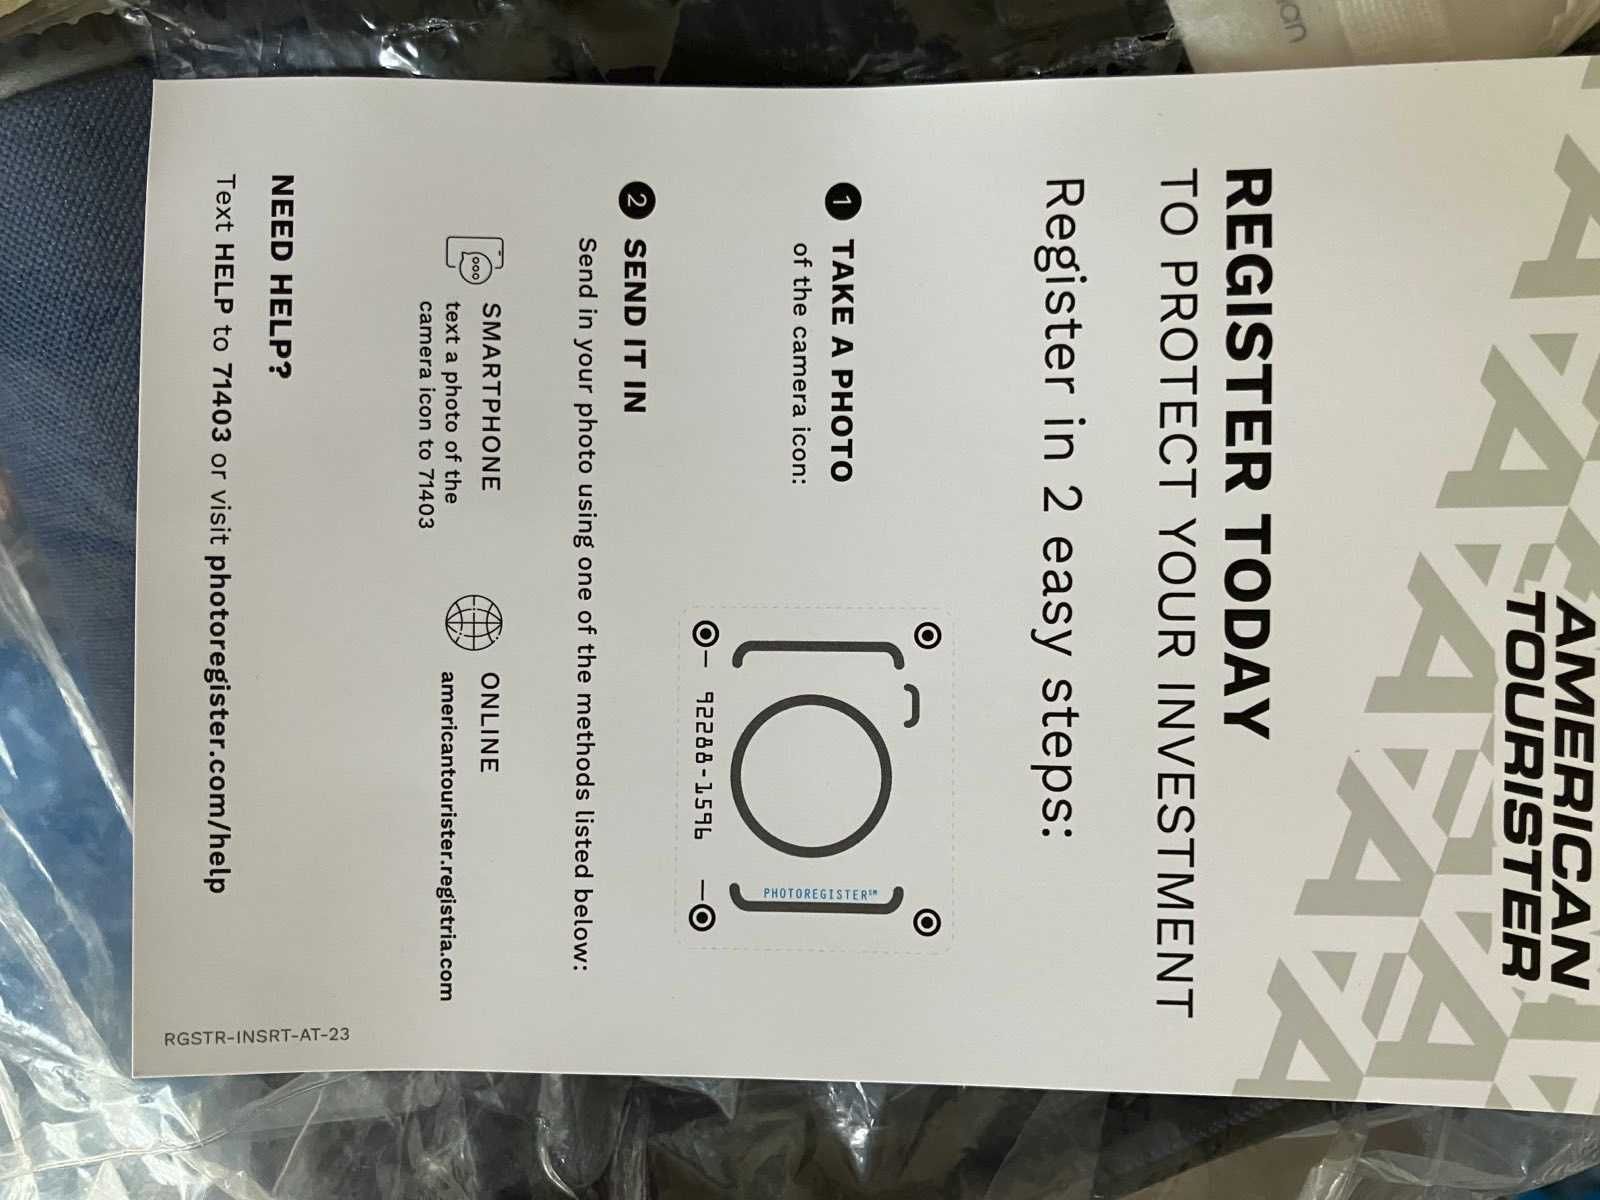 AMERICAN
TOURISTER
REGISTER TODAY
TO PROTECT YOUR INVESTMENT
Register in 2 easy steps:
1 TAKE A PHOTO
of the camera icon:
PHOTOREGISTER℠
92288-1596
2 SEND IT IN
Send in your photo using one of the methods listed below:
SMARTPHONE
text a photo of the
camera icon to 71403
ONLINE
americantourister.registria.com
NEED HELP?
Text HELP to 71403 or visit photoregister.com/help
RGSTR-INSRT-AT-23